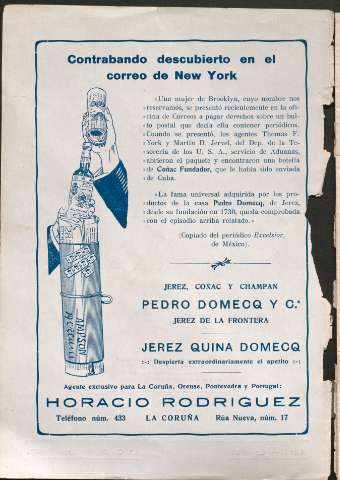 Contrabando descubierto en el
correo de New York
«Una mujer de Brooklyn, cuyo nombre nos
«reservamos, se presentó recientemente en la ofi-
«cina de Correos a pagar derechos sobre un bul-
«to postal que decía ella contener periódicos.
«Cuando se presentó, los agentes Thomas F.
«York y Martin D. Jervel, del Dep. de la Te-
«sorería de los U. S. A., servicio de Aduanas,
«abrieron el paquete y encontraron una botella
«de Coñac Fundador, que le había sido enviada
«de Cuba.
«La fama universal adquirida por los pro-
«ductos de la casa Pedro Domecq, de Jerez,
«desde su fundación en 1730, queda comprobada
«con el episodio arriba relatado.»
(Copiado del periódico Excelsior,
de México).
JEREZ, COÑAC Y CHAMPAN
PEDRO DOMECQ Y C.ª
JEREZ DE LA FRONTERA
JEREZ QUINA DOMECQ
:-: Despierta extraordinariamente el apetito :-:
Agente exclusivo para La Coruña, Orense, Pontevedra y Portugal:
HORACIO RODRIGUEZ
Teléfono núm. 433 LA CORUÑA Rúa Nueva, núm. 17